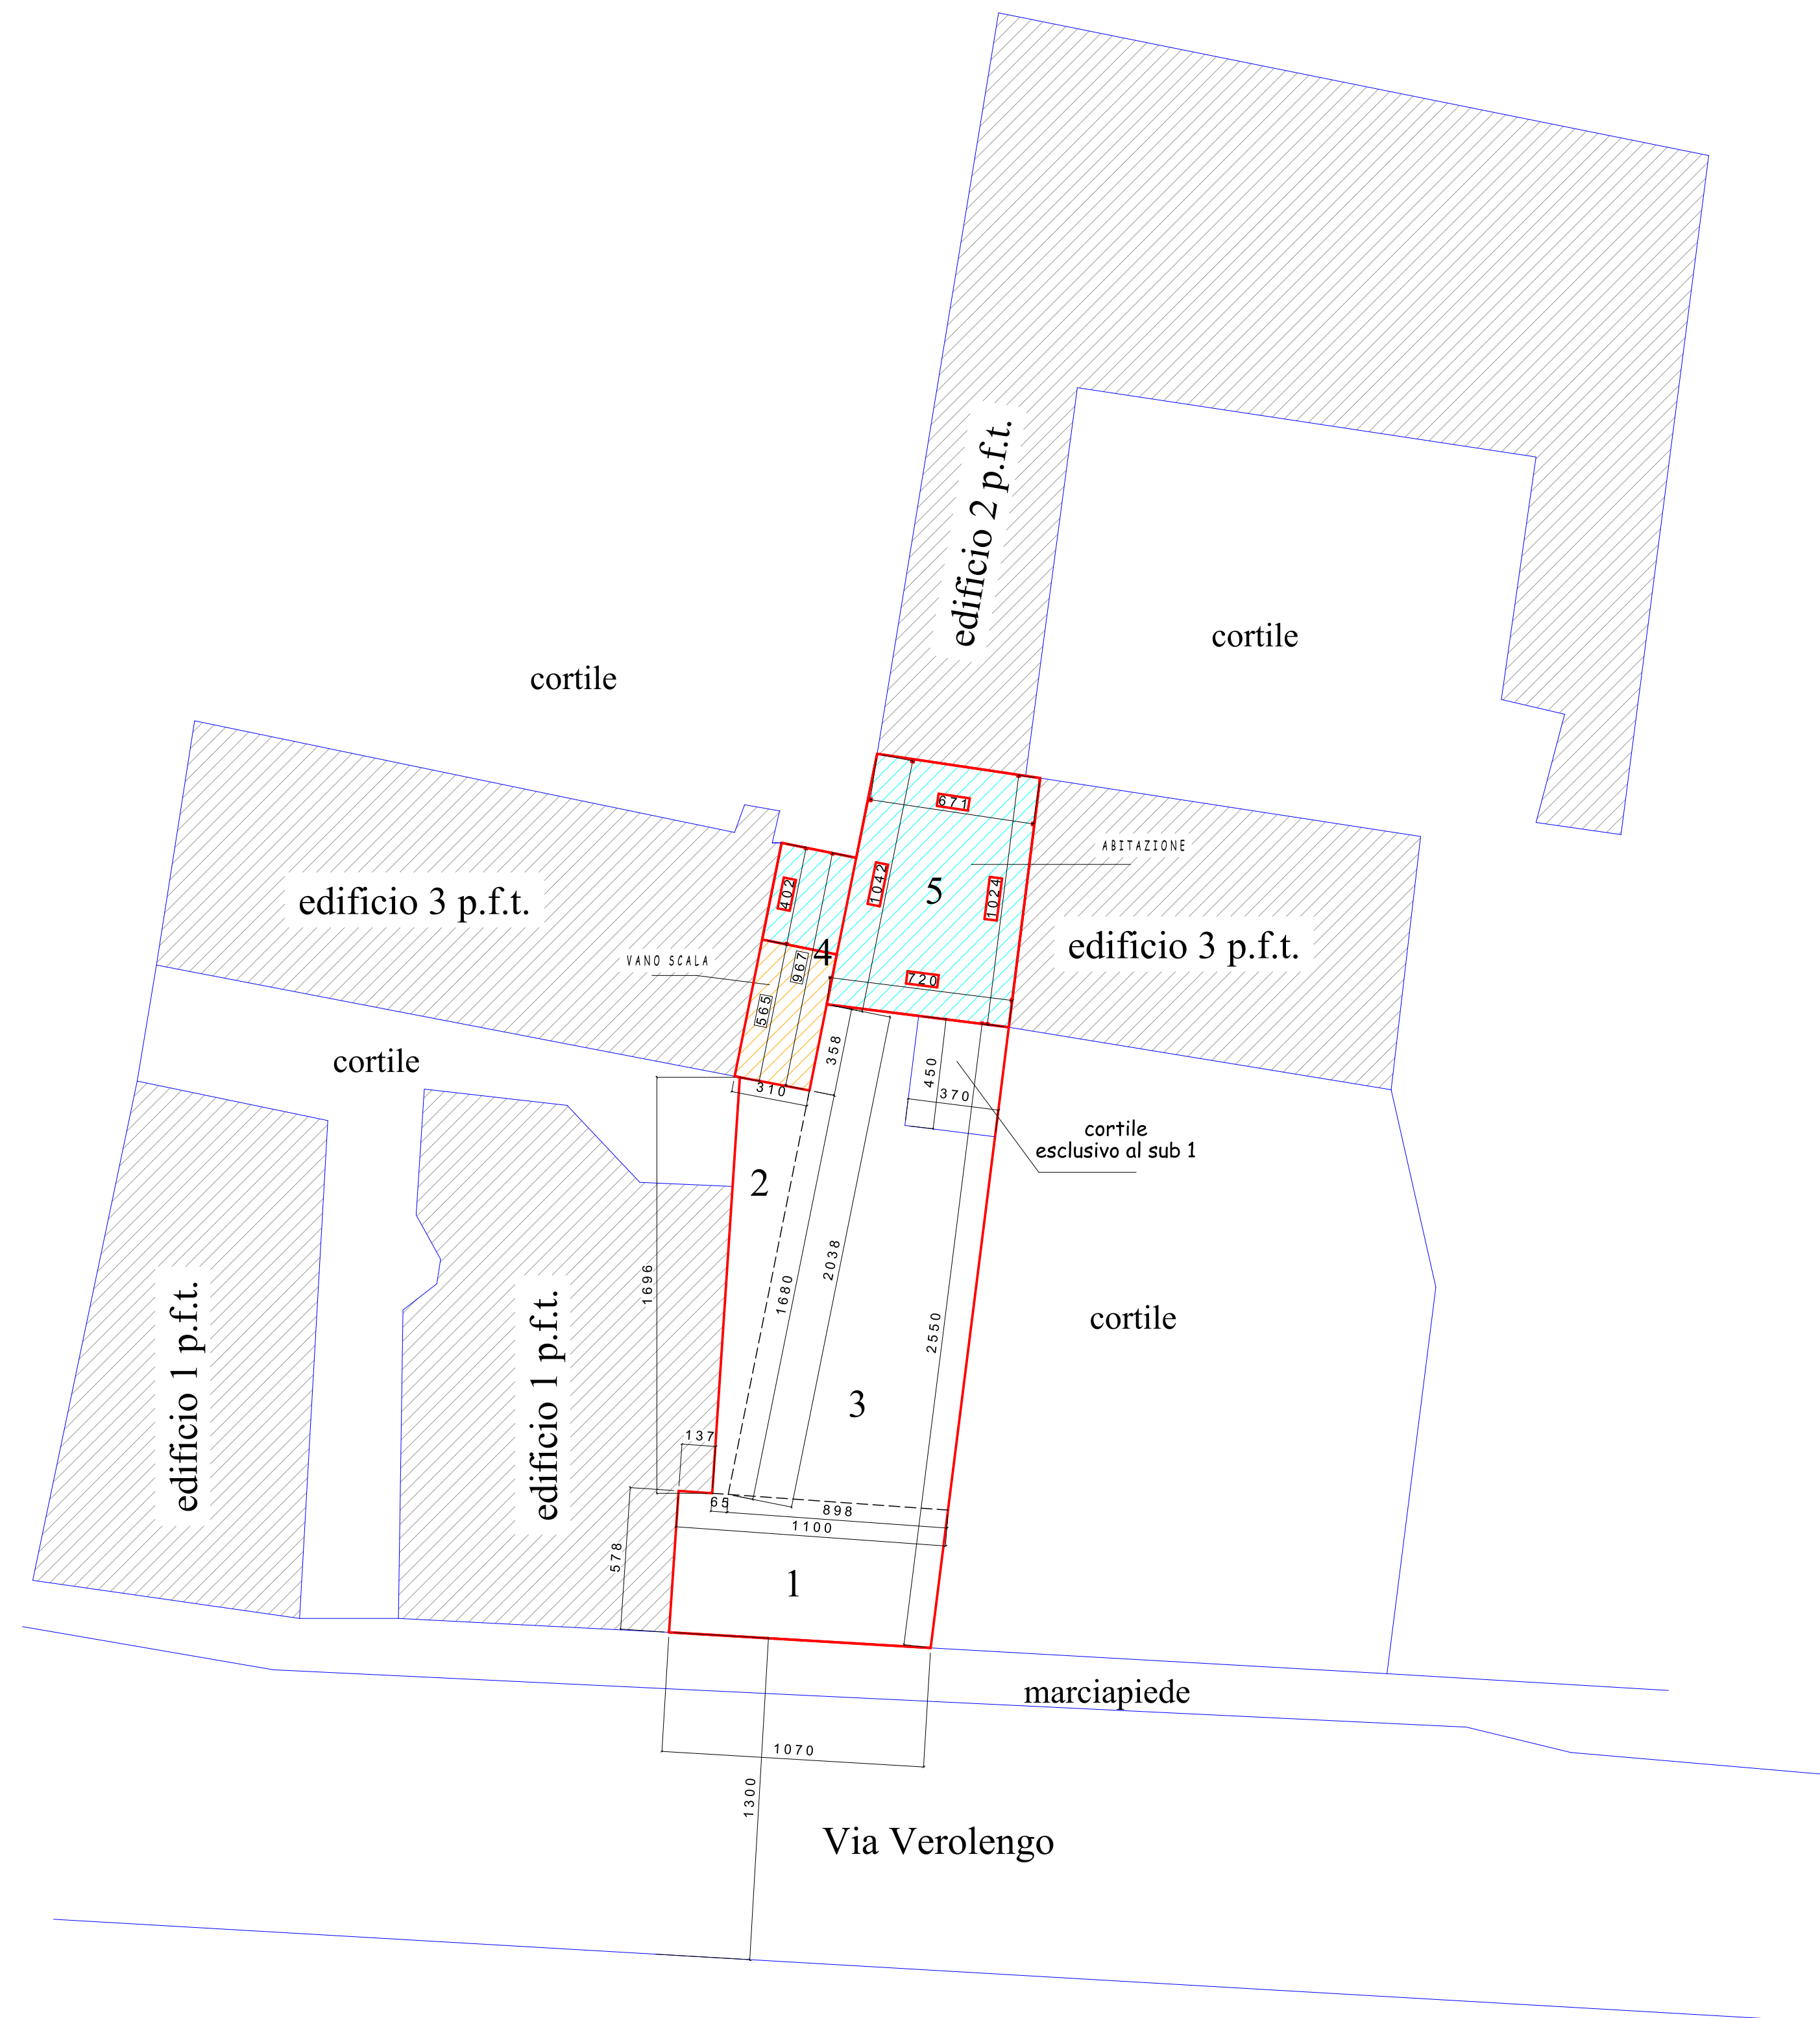 edificio 2 p.f.t.
cortile
cortile
671
ABITAZIONE
402
1042
5
1024
edificio 3 p.f.t.
edificio 3 p.f.t.
4
VANO SCALA
967
720
565
358
cortile
450
310
370
cortile
esclusivo al sub 1
2
1696
1680
2038
cortile
2550
edificio 1 p.f.t.
edificio 1 p.f.t.
3
137
65
898
1100
578
1
marciapiede
1070
1300
Via Verolengo